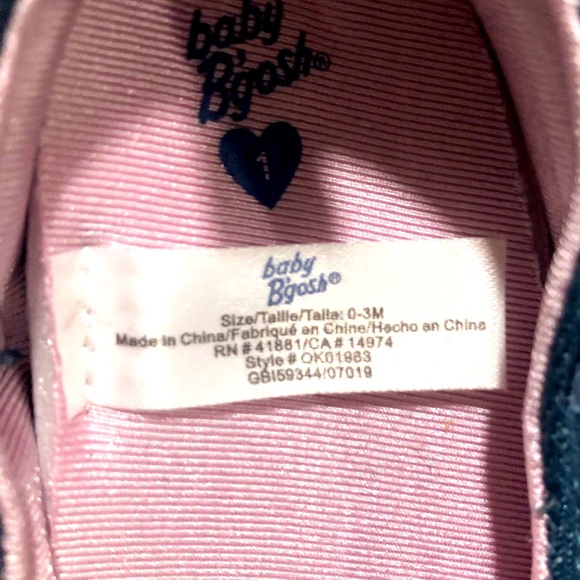 baby
B'gosh®
1
baby
B'gosh®
Size/Taille/Talla: 0-3M
Made in China/Fabriqué en Chine/Hecho en China
RN # 41881/CA # 14974
Style # OK01983
GBI59344/07019